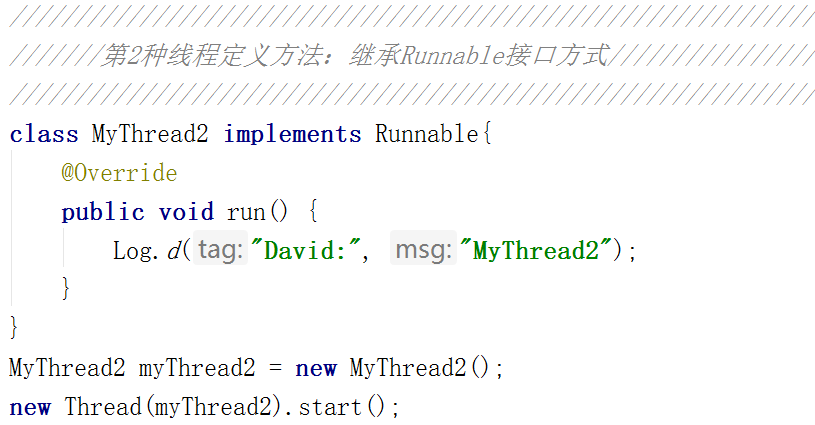 //////////////////////////////////////////////////////////////
///////第2种线程定义方法：继承Runnable接口方式////////////////
//////////////////////////////////////////////////////////////
class MyThread2 implements Runnable{
    @Override
    public void run() {
        Log.d(tag:"David:", msg:"MyThread2");
    }
}
MyThread2 myThread2 = new MyThread2();
new Thread(myThread2).start();